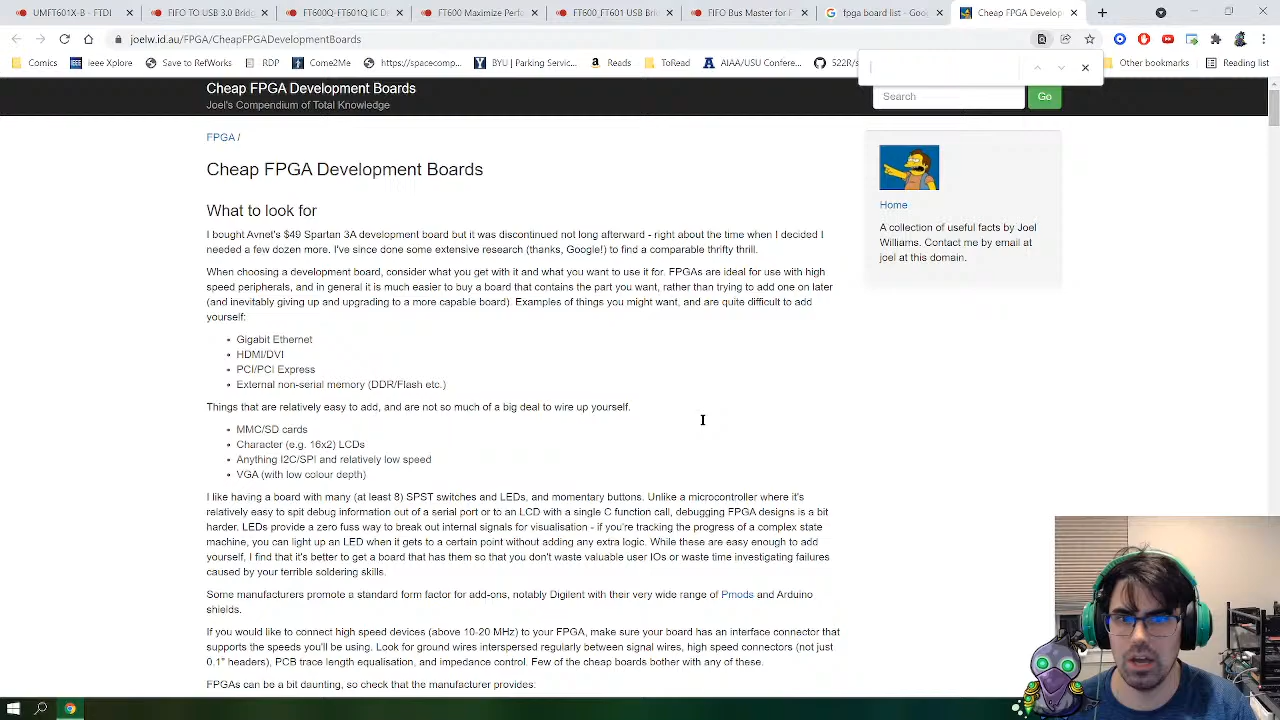 UMFT601X-B - FTDI
FIFO TO USB 3.0 Bridg
FT600Q-FT601Q IC D
FT600 Maximize Perfo
FT600_FT601 USB Brid
FIFO Bus Master for F
fpga board list - Goo
Cheap FPGA Develop
joelw.id.au/FPGA/CheapFPGADevelopmentBoards
Comics
Ieee Xplore
Save to RefWorks
RDP
Come2Me
https://spacecomp...
BYU | Parking Servic...
Reads
ToRead
AIAA/USU Confere...
Other bookmarks
Reading list
Cheap FPGA Development Boards
Joel's Compendium of Total Knowledge
Search
Go
FPGA /
Cheap FPGA Development Boards
What to look for
I bought Avnet's $49 Spartan 3A development board but it was discontinued not long afterward - right about the time when I decided I
needed a few dozen more. I've since done some extensive research (thanks, Google!) to find a comparable thrifty thrill.
When choosing a development board, consider what you get with it and what you want to use it for. FPGAs are ideal for use with high
speed peripherals, and in general it is much easier to buy a board that contains the part you want, rather than trying to add one on later
(and inevitably giving up and upgrading to a more capable board). Examples of things you might want, and are quite difficult to add
yourself:
• Gigabit Ethernet
• HDMI/DVI
• PCI/PCI Express
• External non-serial memory (DDR/Flash etc.)
Things that are relatively easy to add, and are not so much of a big deal to wire up yourself.
• MMC/SD cards
• Character (e.g. 16x2) LCDs
• Anything I2C/SPI and relatively low speed
• VGA (with low colour depth)
I like having a board with many (at least 8) SPST switches and LEDs, and momentary buttons. Unlike a microcontroller where it's
relatively easy to spit debug information out of a serial port or to an LCD with a single C function call, debugging FPGA designs is a bit
harder. LEDs provide a zero fuss way to break out internal signals for visualisation - if you're tracking the progress of a complex state
machine, you can light up an LED when it gets to a certain point without adding any extra logic. While these are easy enough to add
yourself, I find that it's better to get a board that has them so that you don't waste valuable user IOs or waste time investigating failures
caused by your terrible soldering skills.
Some manufacturers promote a standard form factor for add-ons, notably Digilent with their very wide range of Pmods and Arduino
shields.
If you would like to connect high speed devices (above 10-20 MHz) to your FPGA, make sure your board has an interface connector that
supports the speeds you'll be using. Look for ground wires interspersed regularly between signal wires, high speed connectors (not just
0.1" headers), PCB trace length equalisation, and impedance control. Few of the cheap boards bother with any of these.
FPGAs can be a bit daunting, so check that the manufacturer provides:
Home
A collection of useful facts by Joel
Williams. Contact me by email at
joel at this domain.